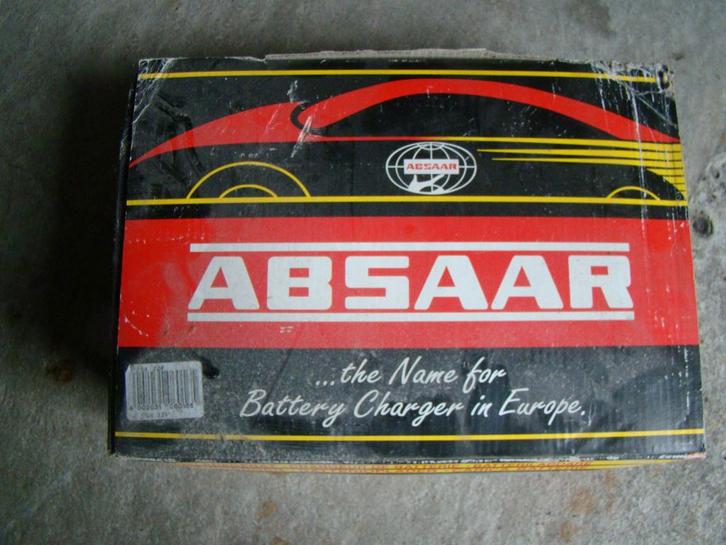 ABSAAR
ABSAAR
...the Name for
Battery Charger in Europe.